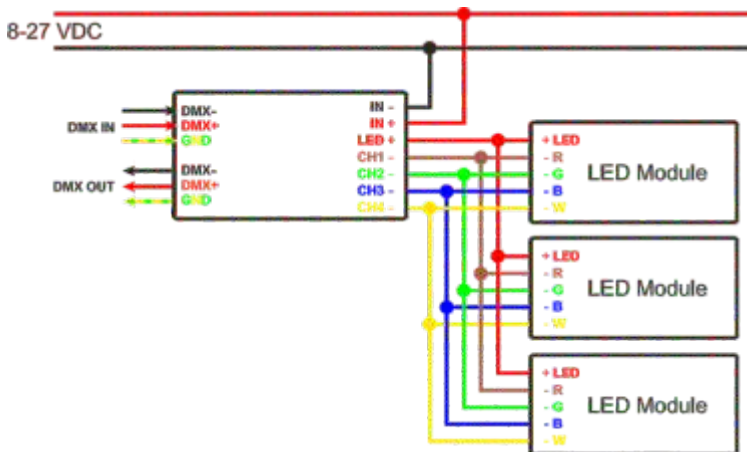 8-27 VDC
DMX IN
DMX-
DMX+
GND
DMX OUT
DMX-
DMX+
GND
IN -
IN +
LED +
CH1 -
CH2 -
CH3 -
CH4 -
+ LED
- R
- G
- B
- W
LED Module
+ LED
- R
- G
- B
- W
LED Module
+ LED
- R
- G
- B
- W
LED Module